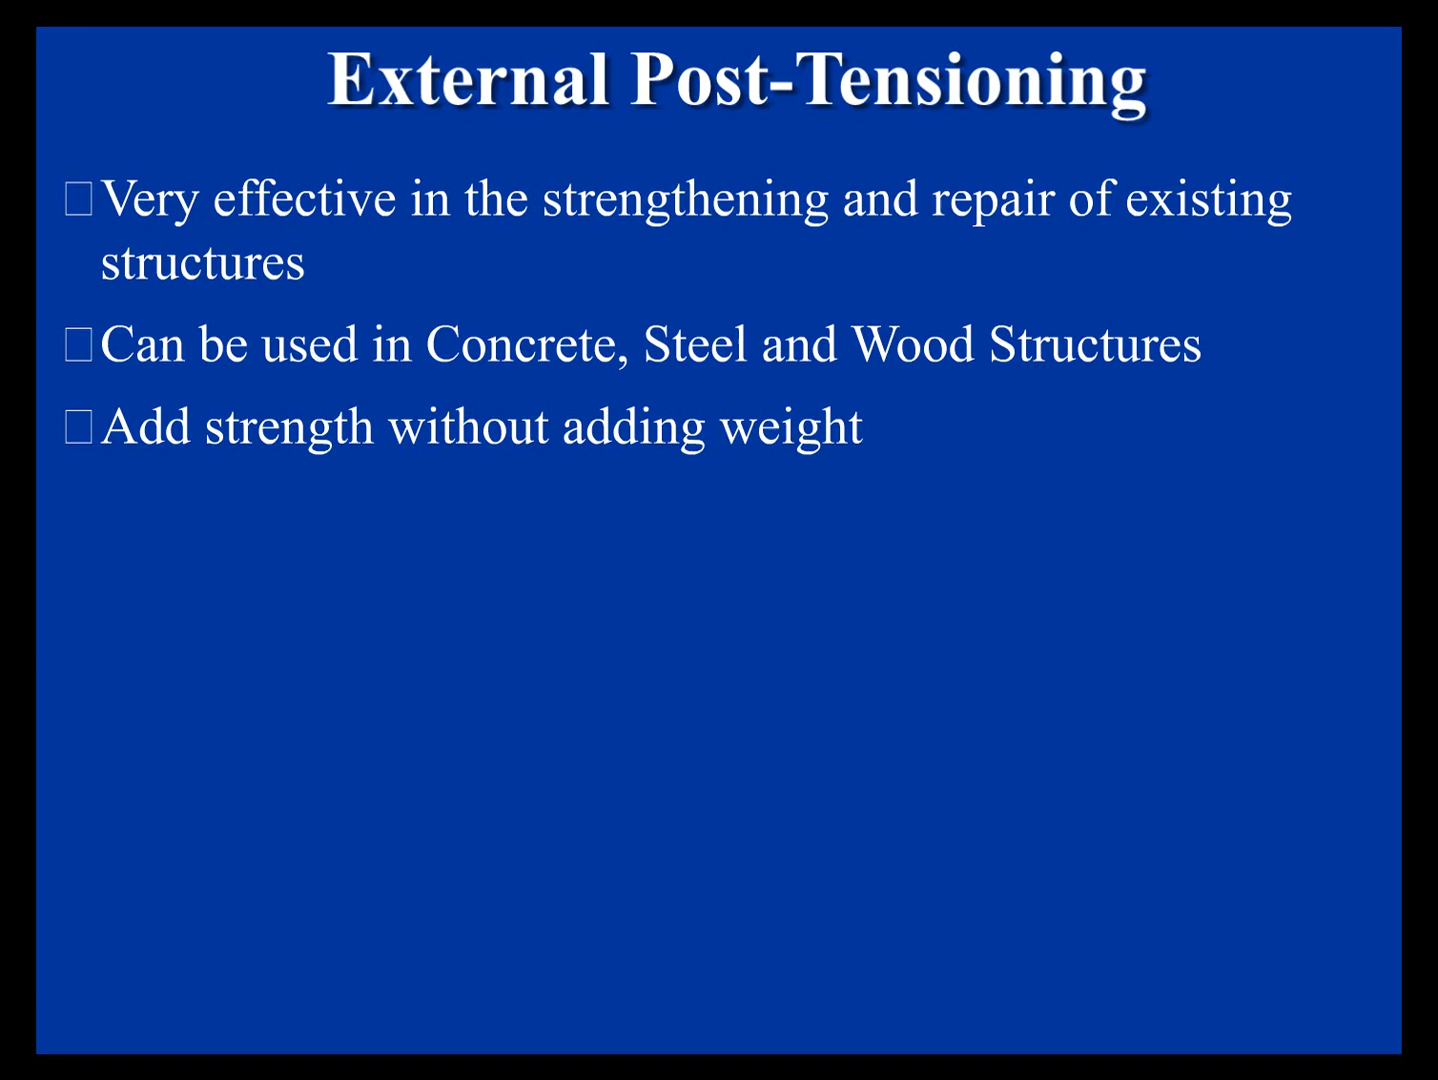 External Post-Tensioning
Very effective in the strengthening and repair of existing
structures
Can be used in Concrete, Steel and Wood Structures
Add strength without adding weight